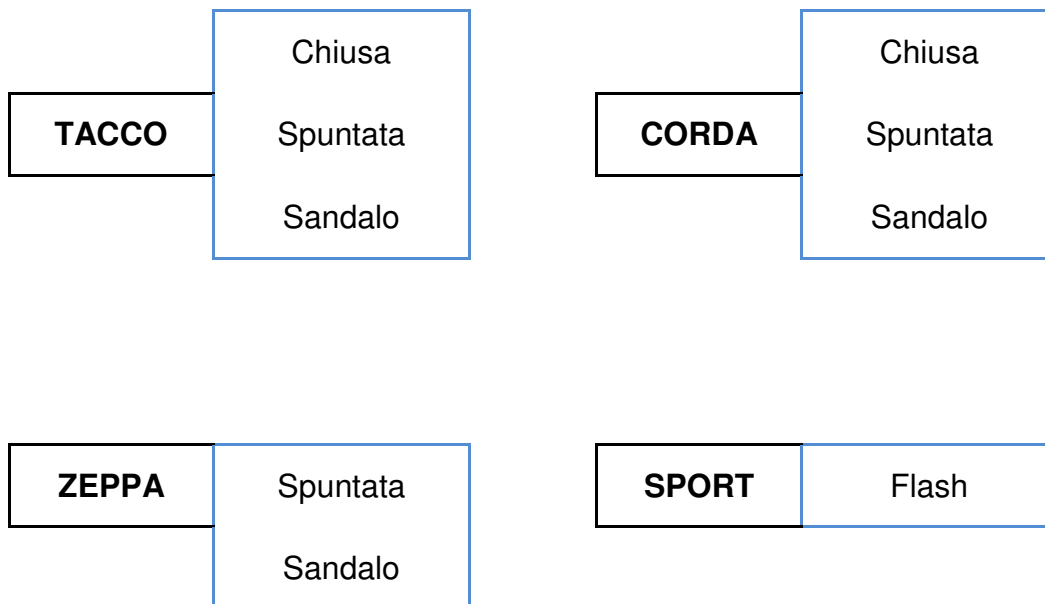 Chiusa
TACCO
Spuntata
Sandalo
Chiusa
CORDA
Spuntata
Sandalo
ZEPPA
Spuntata
Sandalo
SPORT
Flash